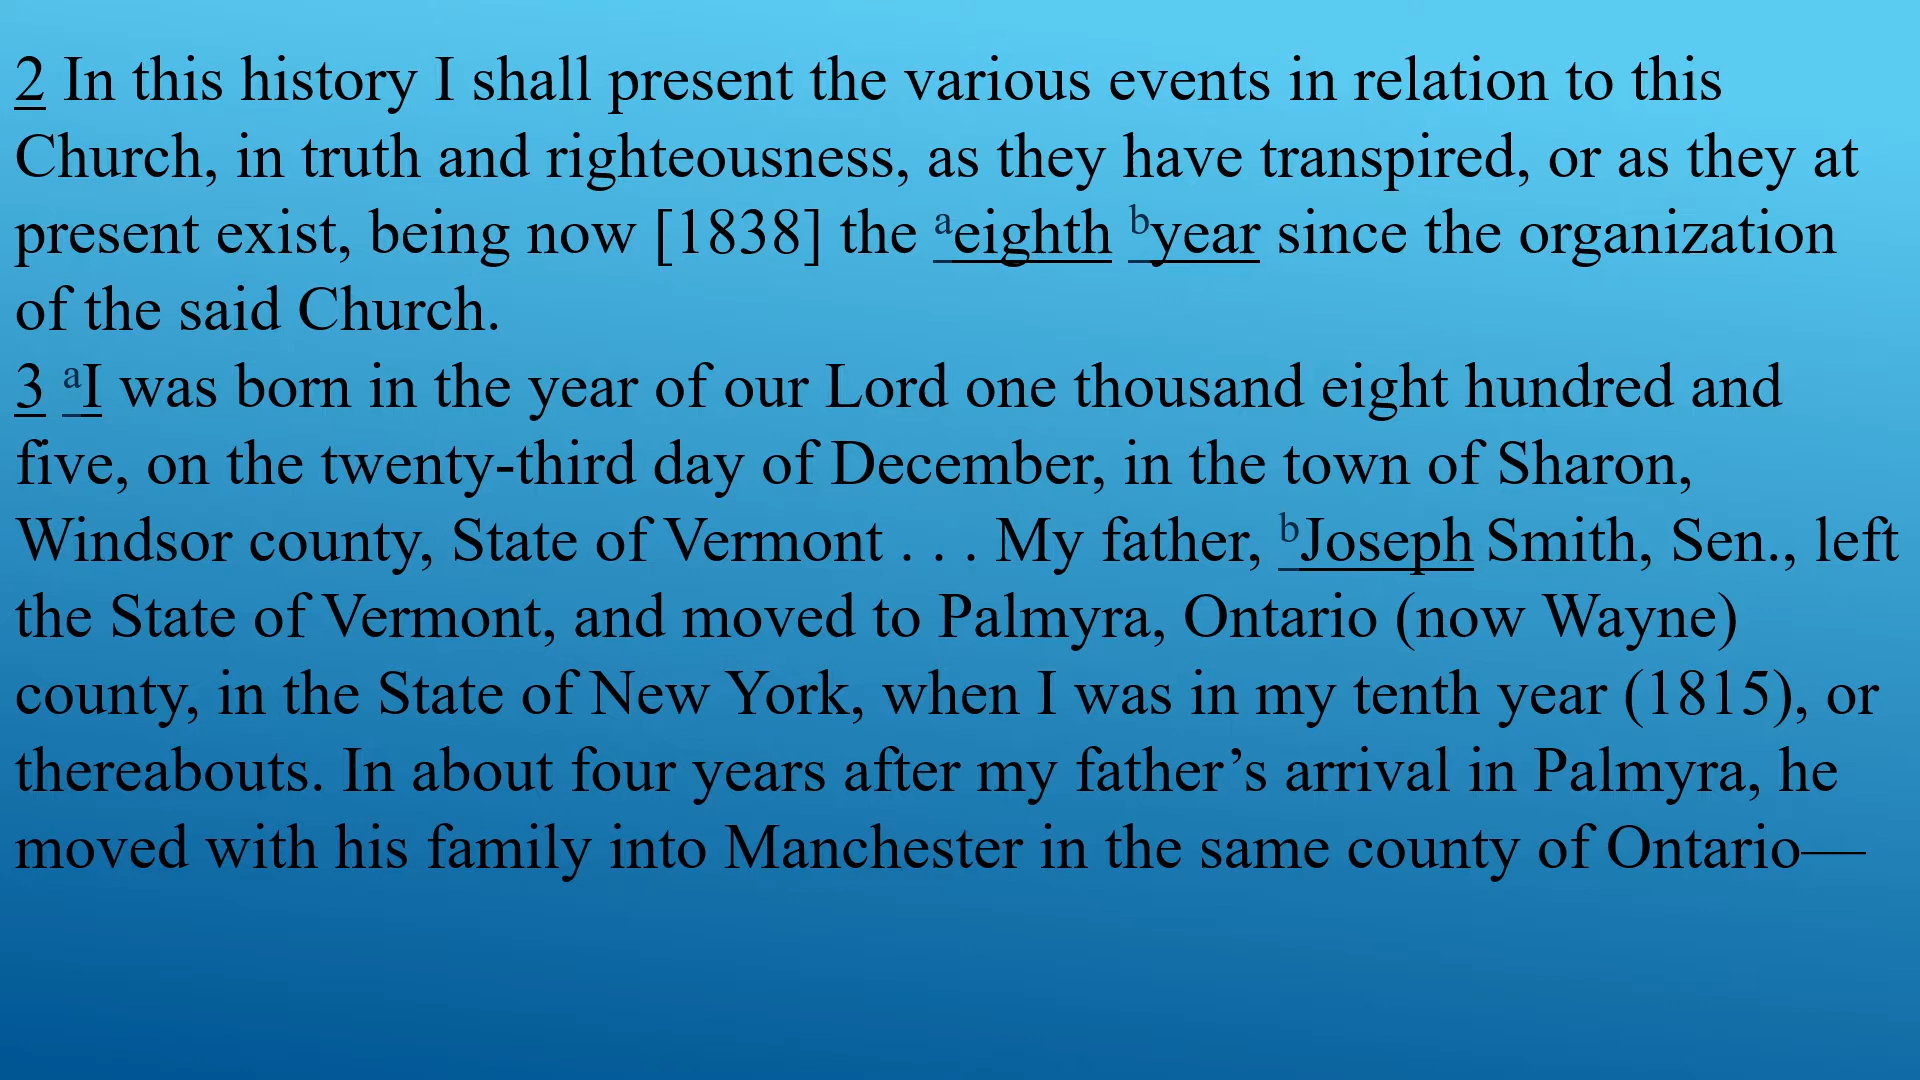 2 In this history I shall present the various events in relation to this
Church, in truth and righteousness, as they have transpired, or as they at
present exist, being now [1838] the aeighth byear since the organization
of the said Church.
3 aI was born in the year of our Lord one thousand eight hundred and
five, on the twenty-third day of December, in the town of Sharon,
Windsor county, State of Vermont . . . My father, bJoseph Smith, Sen., left
the State of Vermont, and moved to Palmyra, Ontario (now Wayne)
county, in the State of New York, when I was in my tenth year (1815), or
thereabouts. In about four years after my father’s arrival in Palmyra, he
moved with his family into Manchester in the same county of Ontario—